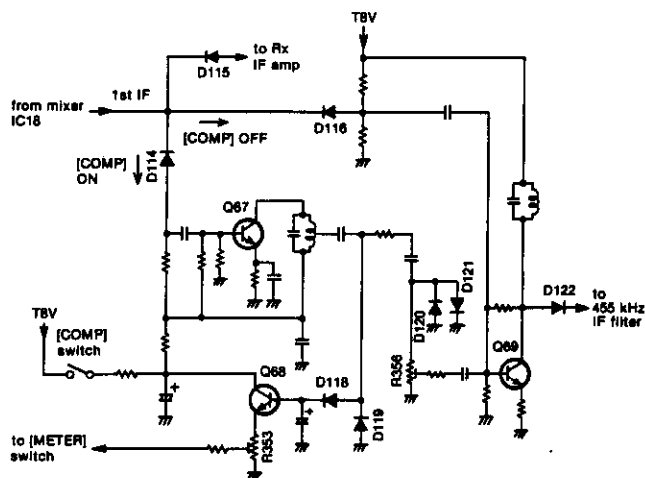 T8V
to Rx
IF amp
D115
1st IF
from mixer
IC18
[COMP] OFF
D116
[COMP]
ON
D114
Q67
D121
D122
to
455 kHz
IF filter
D120
T8V
[COMP]
switch
Q69
R356
Q68
D118
D119
R353
to [METER]
switch